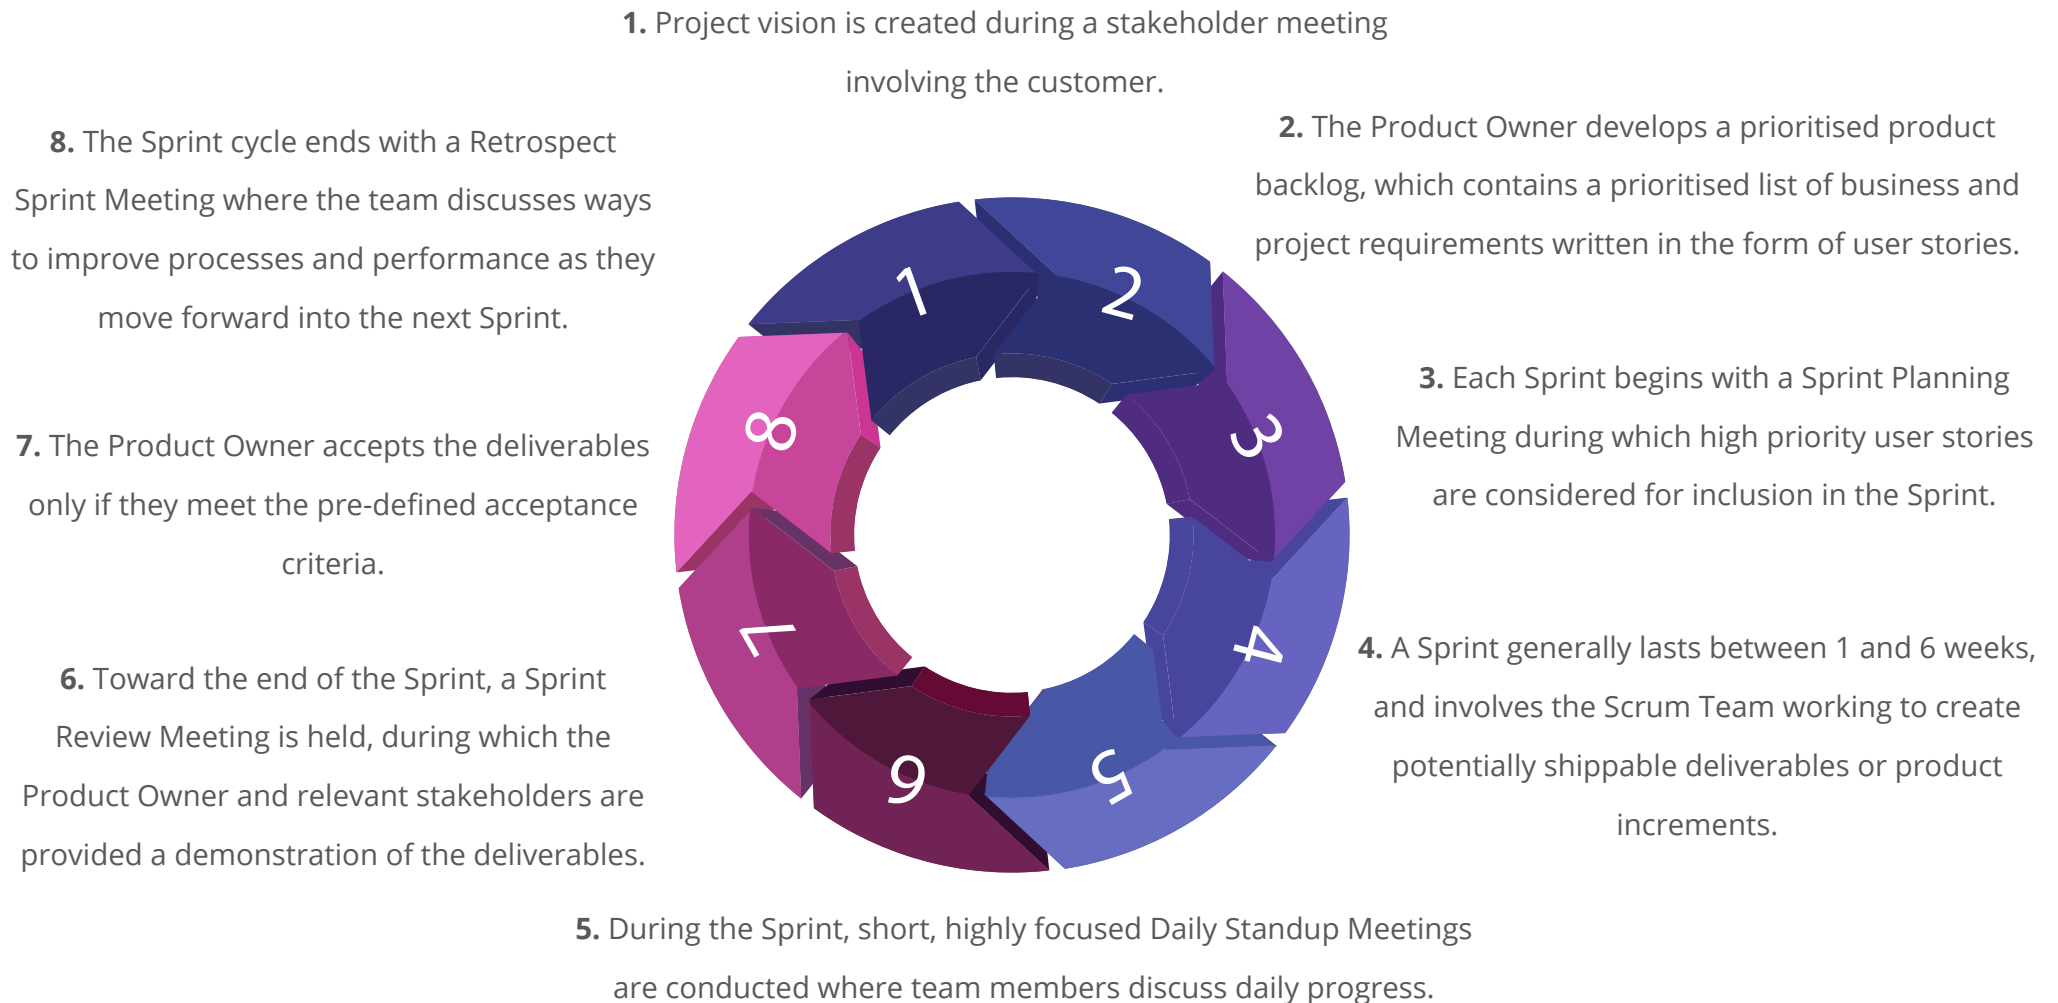 1. Project vision is created during a stakeholder meeting
involving the customer.
2. The Product Owner develops a prioritised product
backlog, which contains a prioritised list of business and
project requirements written in the form of user stories.
3. Each Sprint begins with a Sprint Planning
Meeting during which high priority user stories
are considered for inclusion in the Sprint.
4. A Sprint generally lasts between 1 and 6 weeks,
and involves the Scrum Team working to create
potentially shippable deliverables or product
increments.
5. During the Sprint, short, highly focused Daily Standup Meetings
are conducted where team members discuss daily progress.
6. Toward the end of the Sprint, a Sprint
Review Meeting is held, during which the
Product Owner and relevant stakeholders are
provided a demonstration of the deliverables.
7. The Product Owner accepts the deliverables
only if they meet the pre-defined acceptance
criteria.
8. The Sprint cycle ends with a Retrospect
Sprint Meeting where the team discusses ways
to improve processes and performance as they
move forward into the next Sprint.
1
2
3
4
5
6
7
8